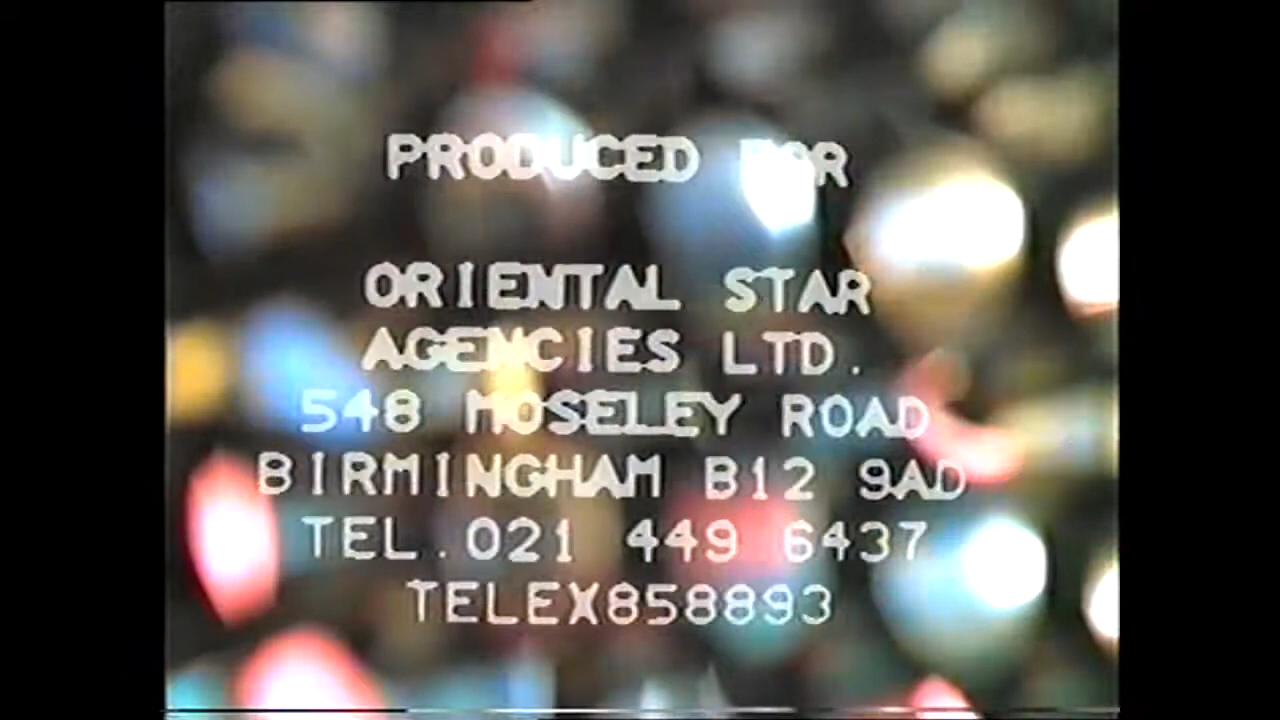 PRODUCED FOR
ORIENTAL STAR
AGENCIES LTD.
548 MOSELEY ROAD
BIRMINGHAM B12 9AD
TEL.021 449 6437
TELEX858893